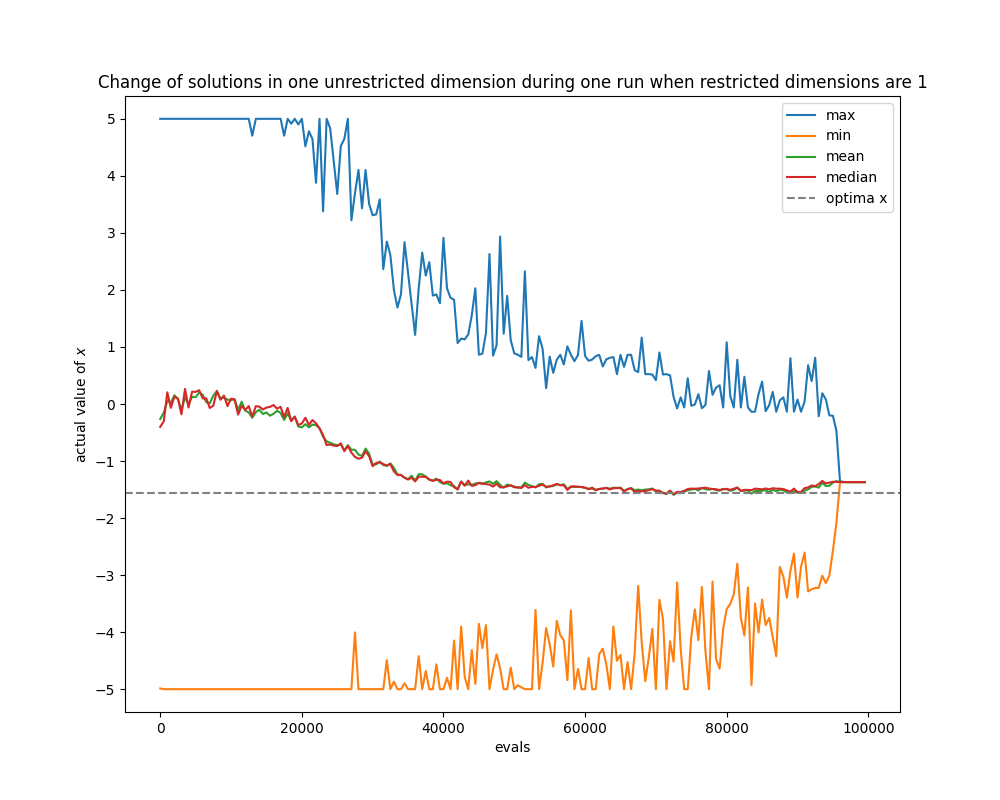 Change of solutions in one unrestricted dimension during one run when restricted dimensions are 1
max
min
mean
median
optima x
actual value of x
5
4
3
2
1
0
−1
−2
−3
−4
−5
0 20000 40000 60000 80000 100000
evals